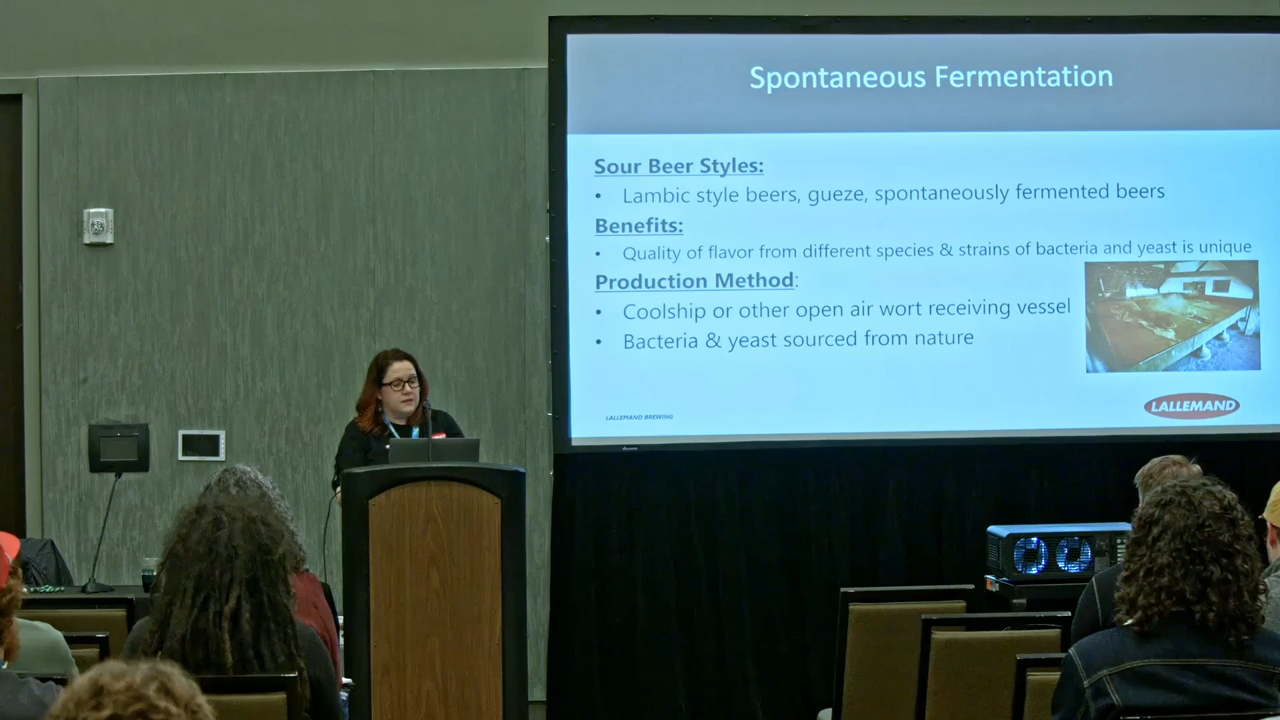 Spontaneous Fermentation
Sour Beer Styles:
• Lambic style beers, gueze, spontaneously fermented beers
Benefits:
• Quality of flavor from different species & strains of bacteria and yeast is unique
Production Method:
• Coolship or other open air wort receiving vessel
• Bacteria & yeast sourced from nature
LALLEMAND BREWING
LALLEMAND